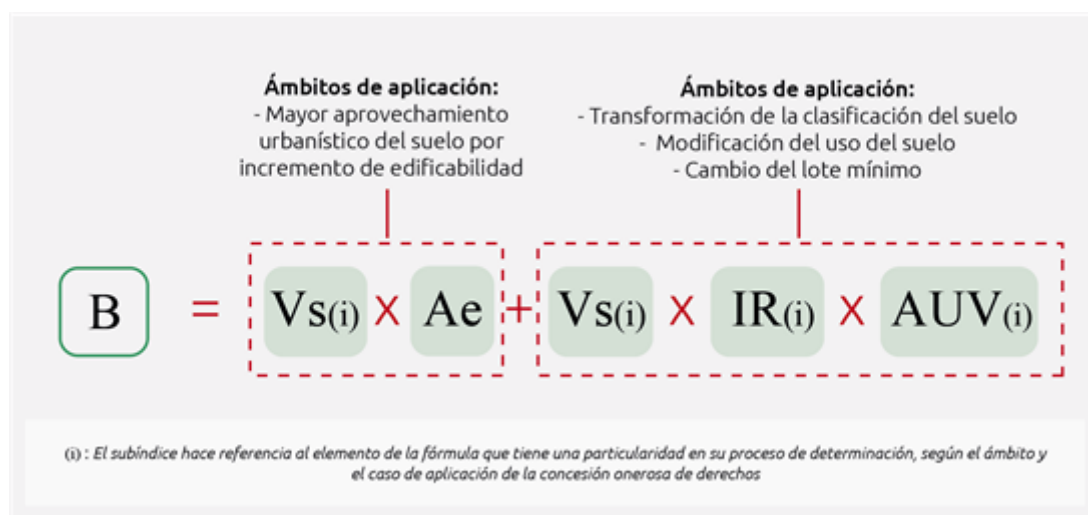 Ámbitos de aplicación:
- Mayor aprovechamiento
urbanístico del suelo por
incremento de edificabilidad
Ámbitos de aplicación:
- Transformación de la clasificación del suelo
- Modificación del uso del suelo
- Cambio del lote mínimo
B = Vs(i) X Ae + Vs(i) X IR(i) X AUV(i)
(i) : El subíndice hace referencia al elemento de la fórmula que tiene una particularidad en su proceso de determinación, según el ámbito y
el caso de aplicación de la concesión onerosa de derechos